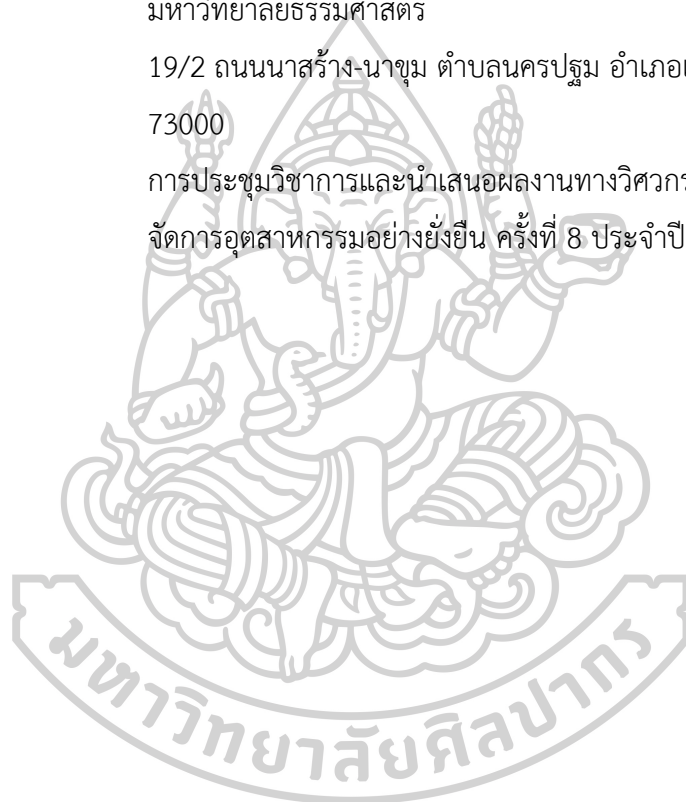 มหาวิทยาลัยธรรมศาสตร
19/2 ถนนนาสร้าง-นาขุม ตำบลนครปฐม อำเภอ
73000
การประชุมวิชาการและนำเสนอผลงานทางวิศวกร
จัดการอุตสาหกรรมอย่างยั่งยืน ครั้งที่ 8 ประจำปี
มหาวิทยาลัยศิลปากร